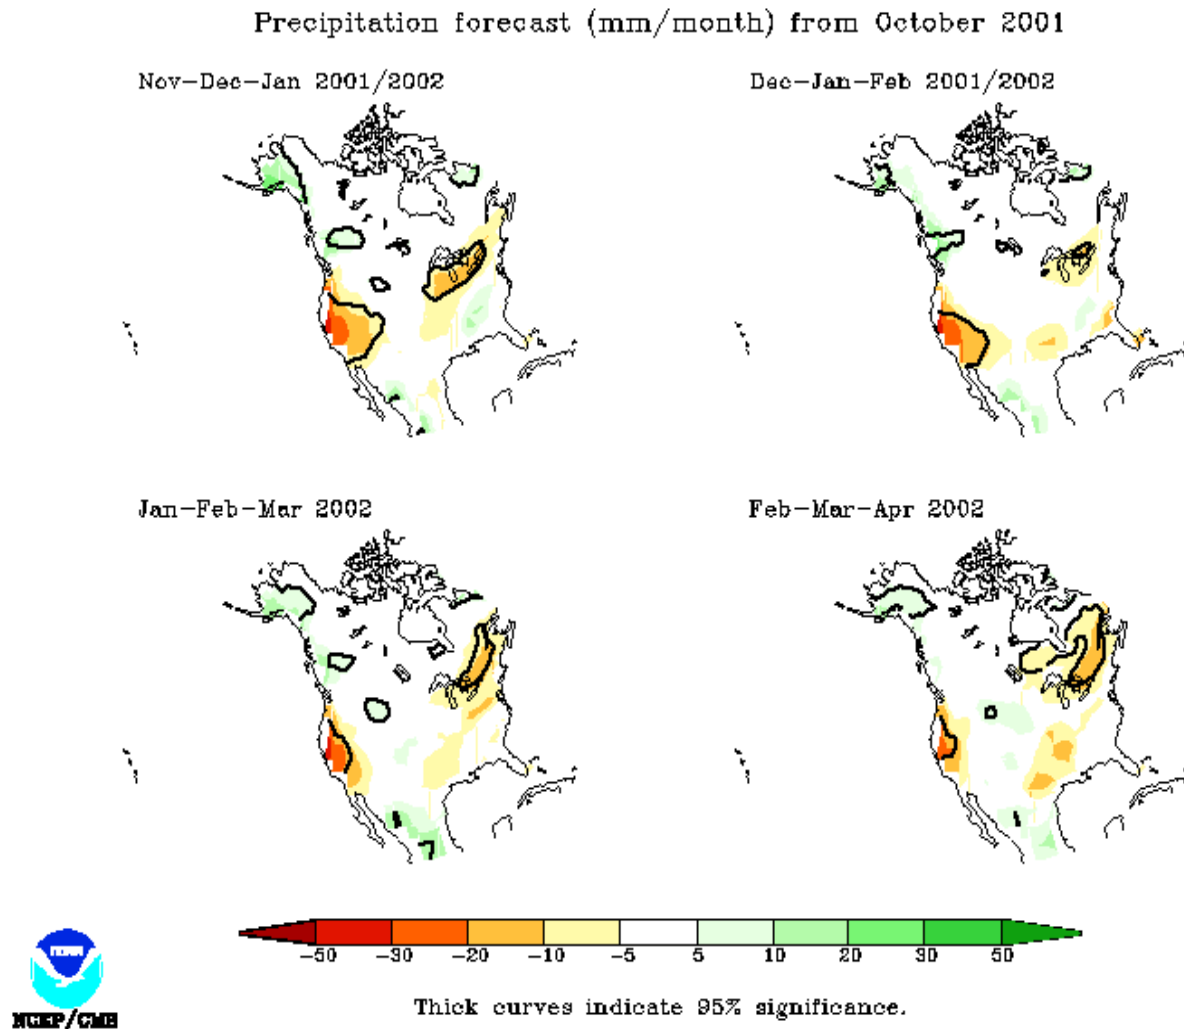 Precipitation forecast (mm/month) from October 2001
Nov-Dec-Jan 2001/2002
Dec-Jan-Feb 2001/2002
Jan-Feb-Mar 2002
Feb-Mar-Apr 2002
-50 -30 -20 -10 -5 5 10 20 30 50
Thick curves indicate 95% significance.
NCEP/CMB